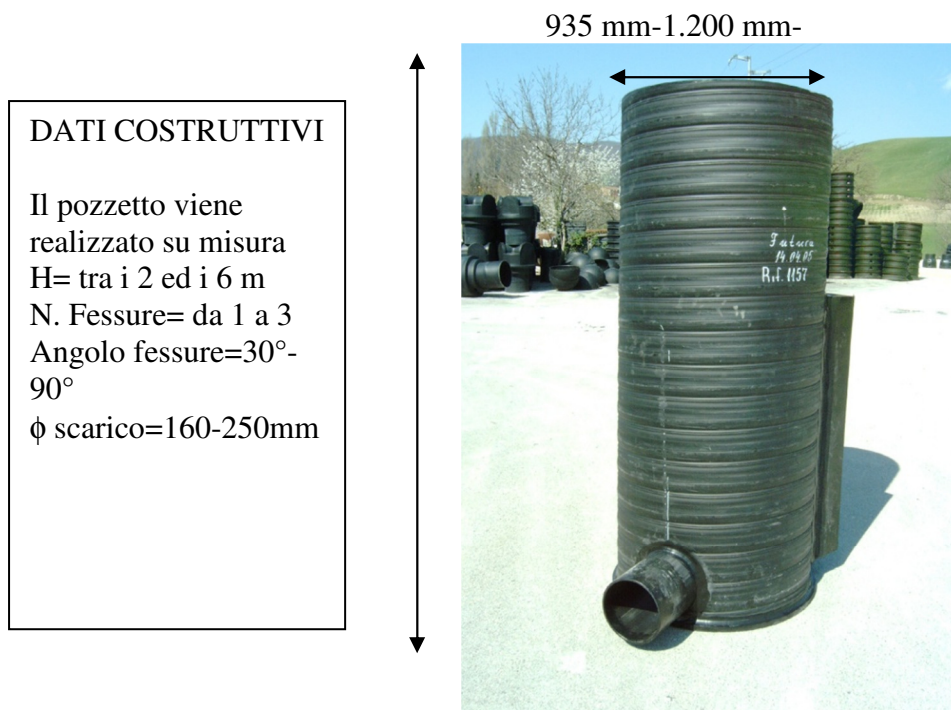 935 mm-1.200 mm-
DATI COSTRUTTIVI
Il pozzetto viene
realizzato su misura
H= tra i 2 ed i 6 m
N. Fessure= da 1 a 3
Angolo fessure=30°-
90°
ϕ scarico=160-250mm
Futura
14.04.05
Rif. 1157